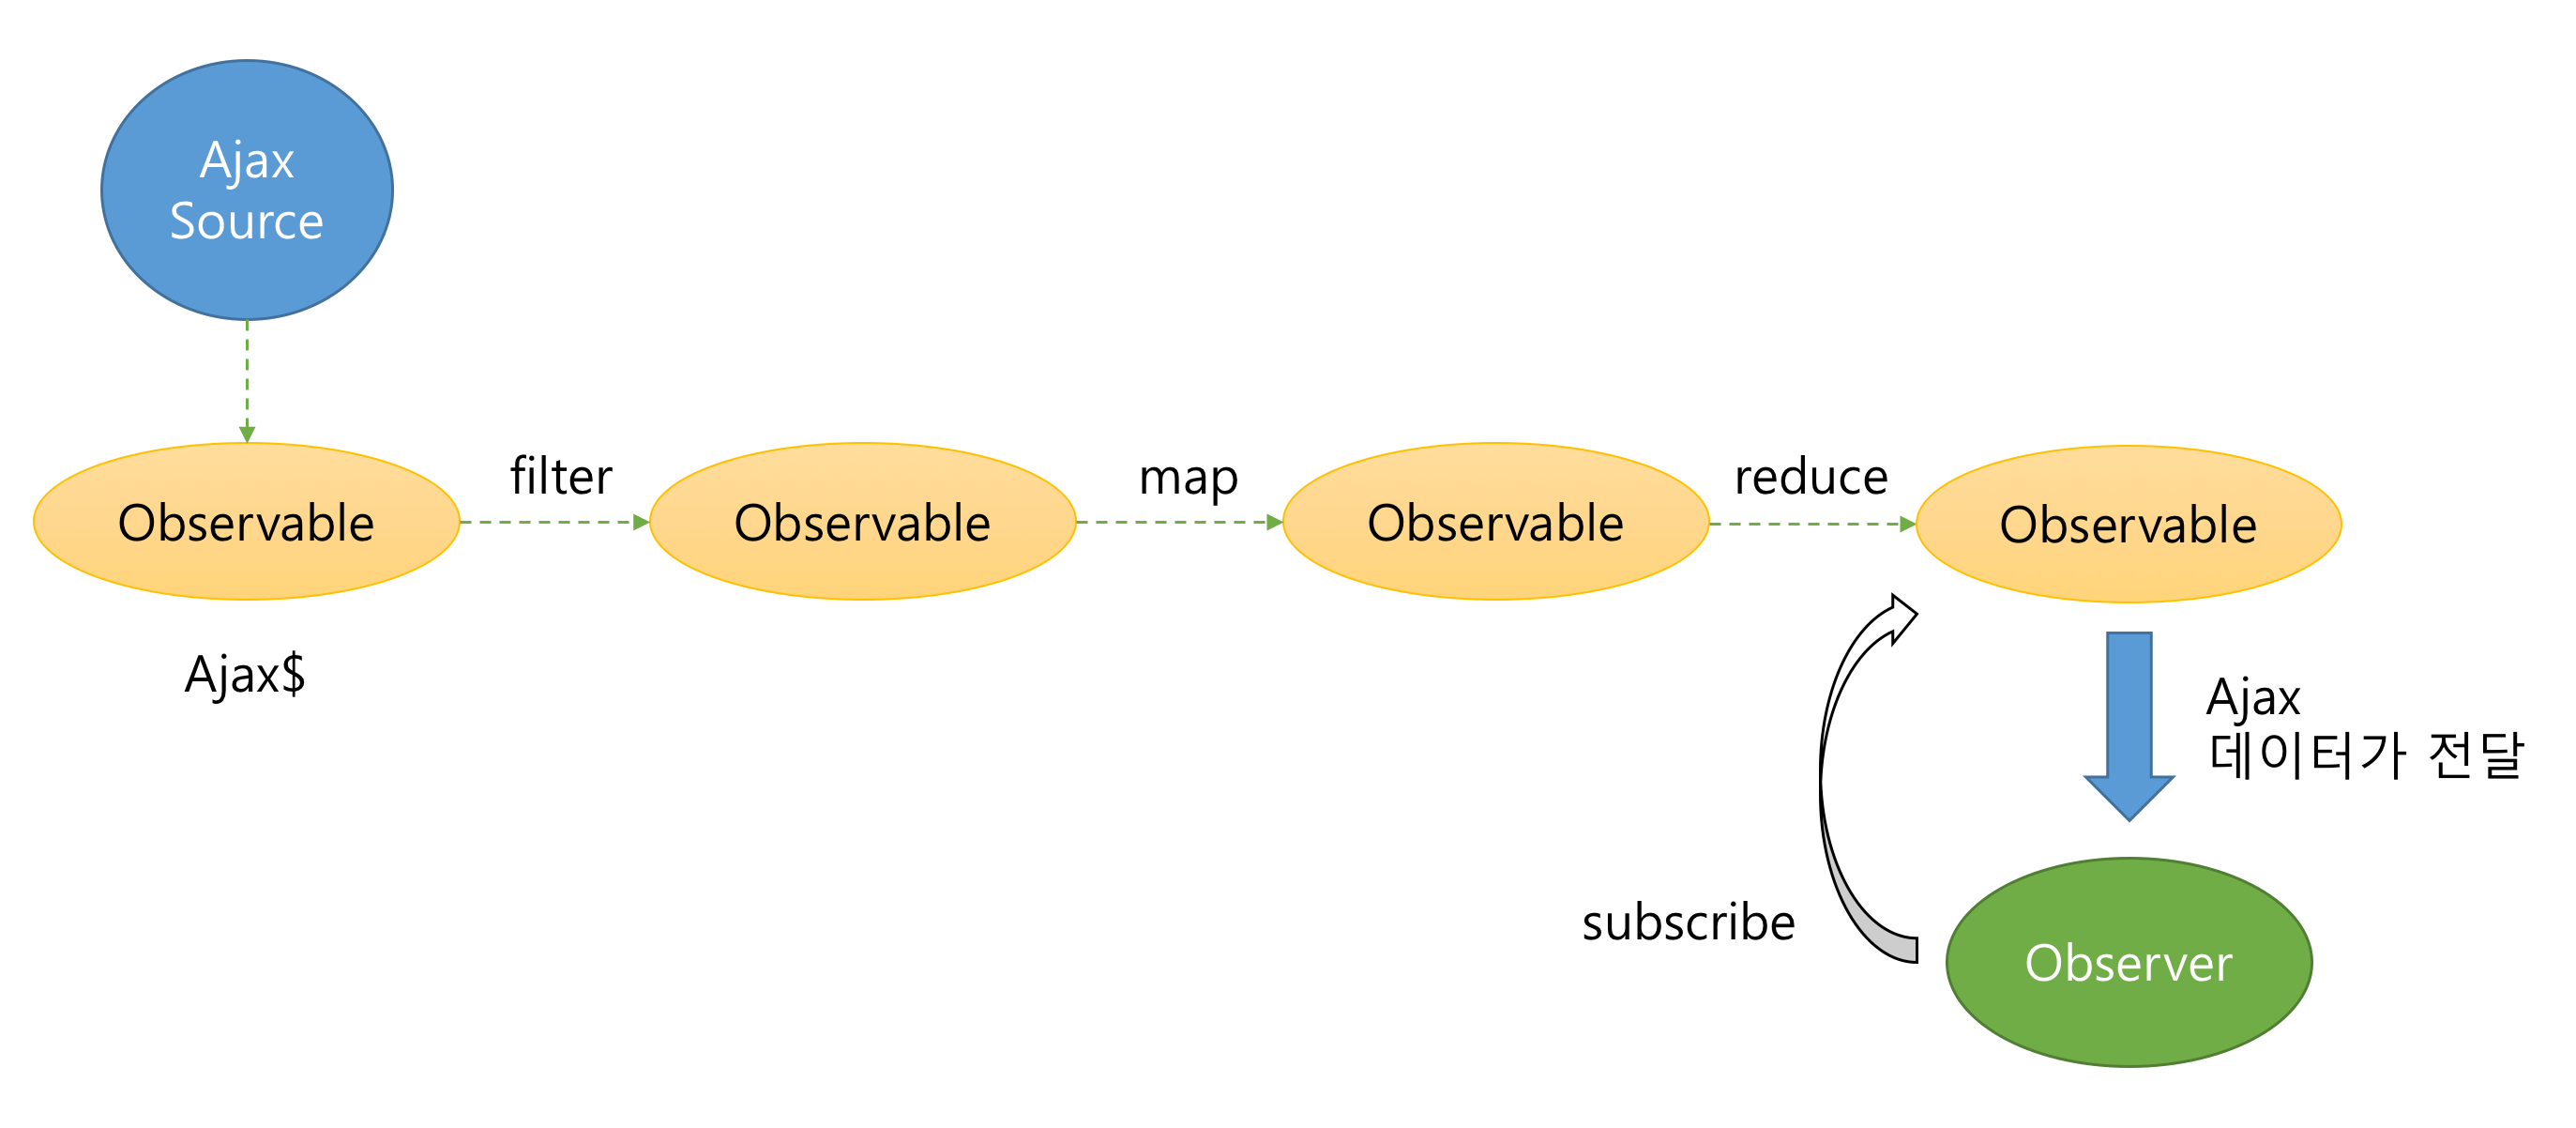 Ajax
Source
Observable
filter
Observable
map
Observable
reduce
Observable
Ajax$
Ajax
데이터가 전달
subscribe
Observer